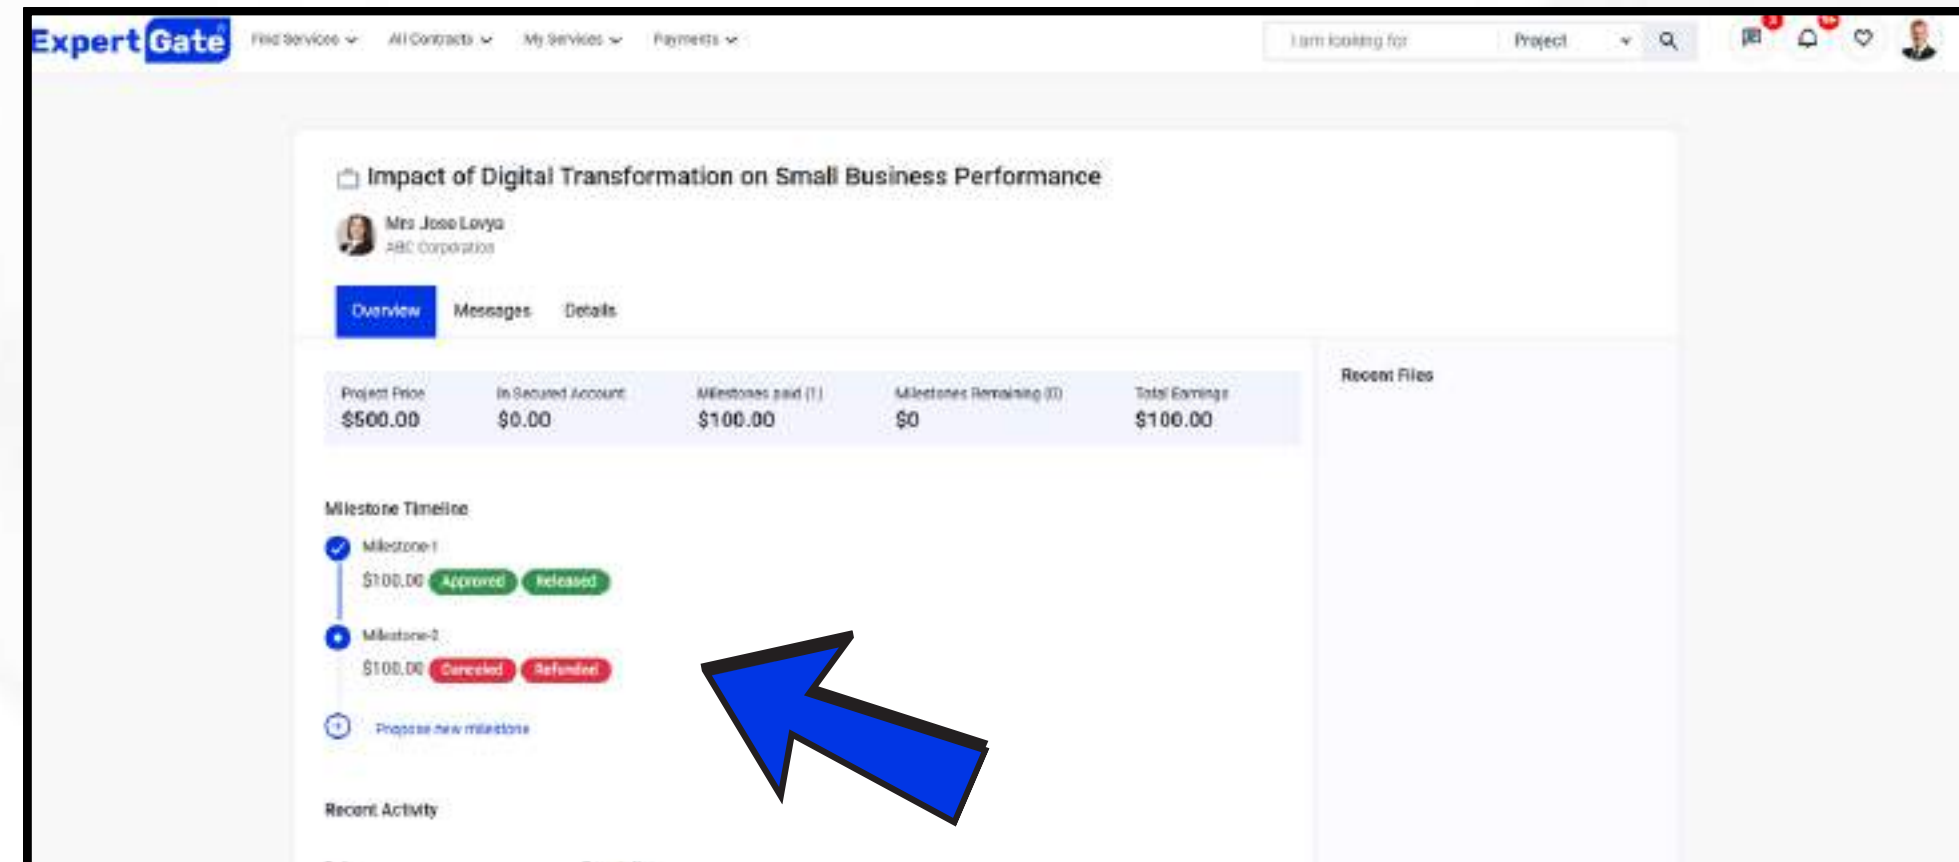 ExpertGate®
Find Services All Contracts My Services Payments I am looking for Project
Impact of Digital Transformation on Small Business Performance
Mrs Jose Lovya
ABC Corporation
Overview Messages Details
Project Price In Secured Account Milestones paid (1) Milestones Remaining (0) Total Earnings
$500.00 $0.00 $100.00 $0 $100.00
Recent Files
Milestone Timeline
Milestone-1
$100.00 Approved Released
Milestone-2
$100.00 Canceled Refunded
Propose new milestone
Recent Activity